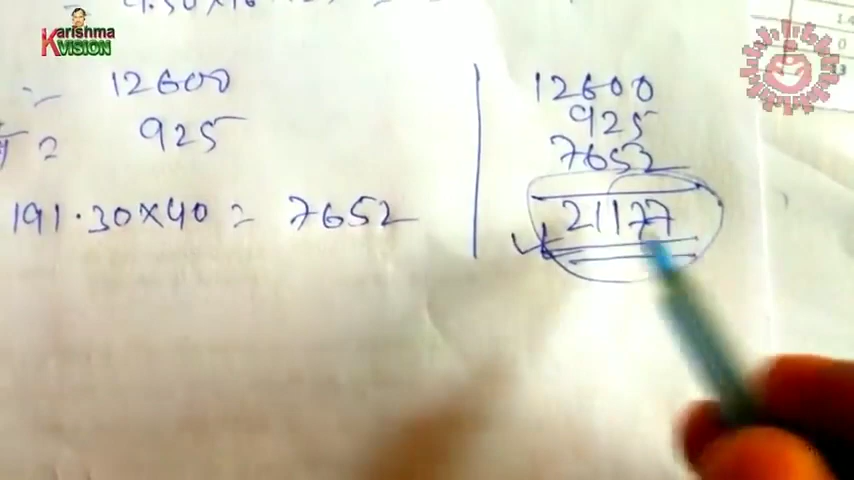 Karishma
VISION
= 12600
= 925
191.30×40 = 7652
12600
925
7652
21177